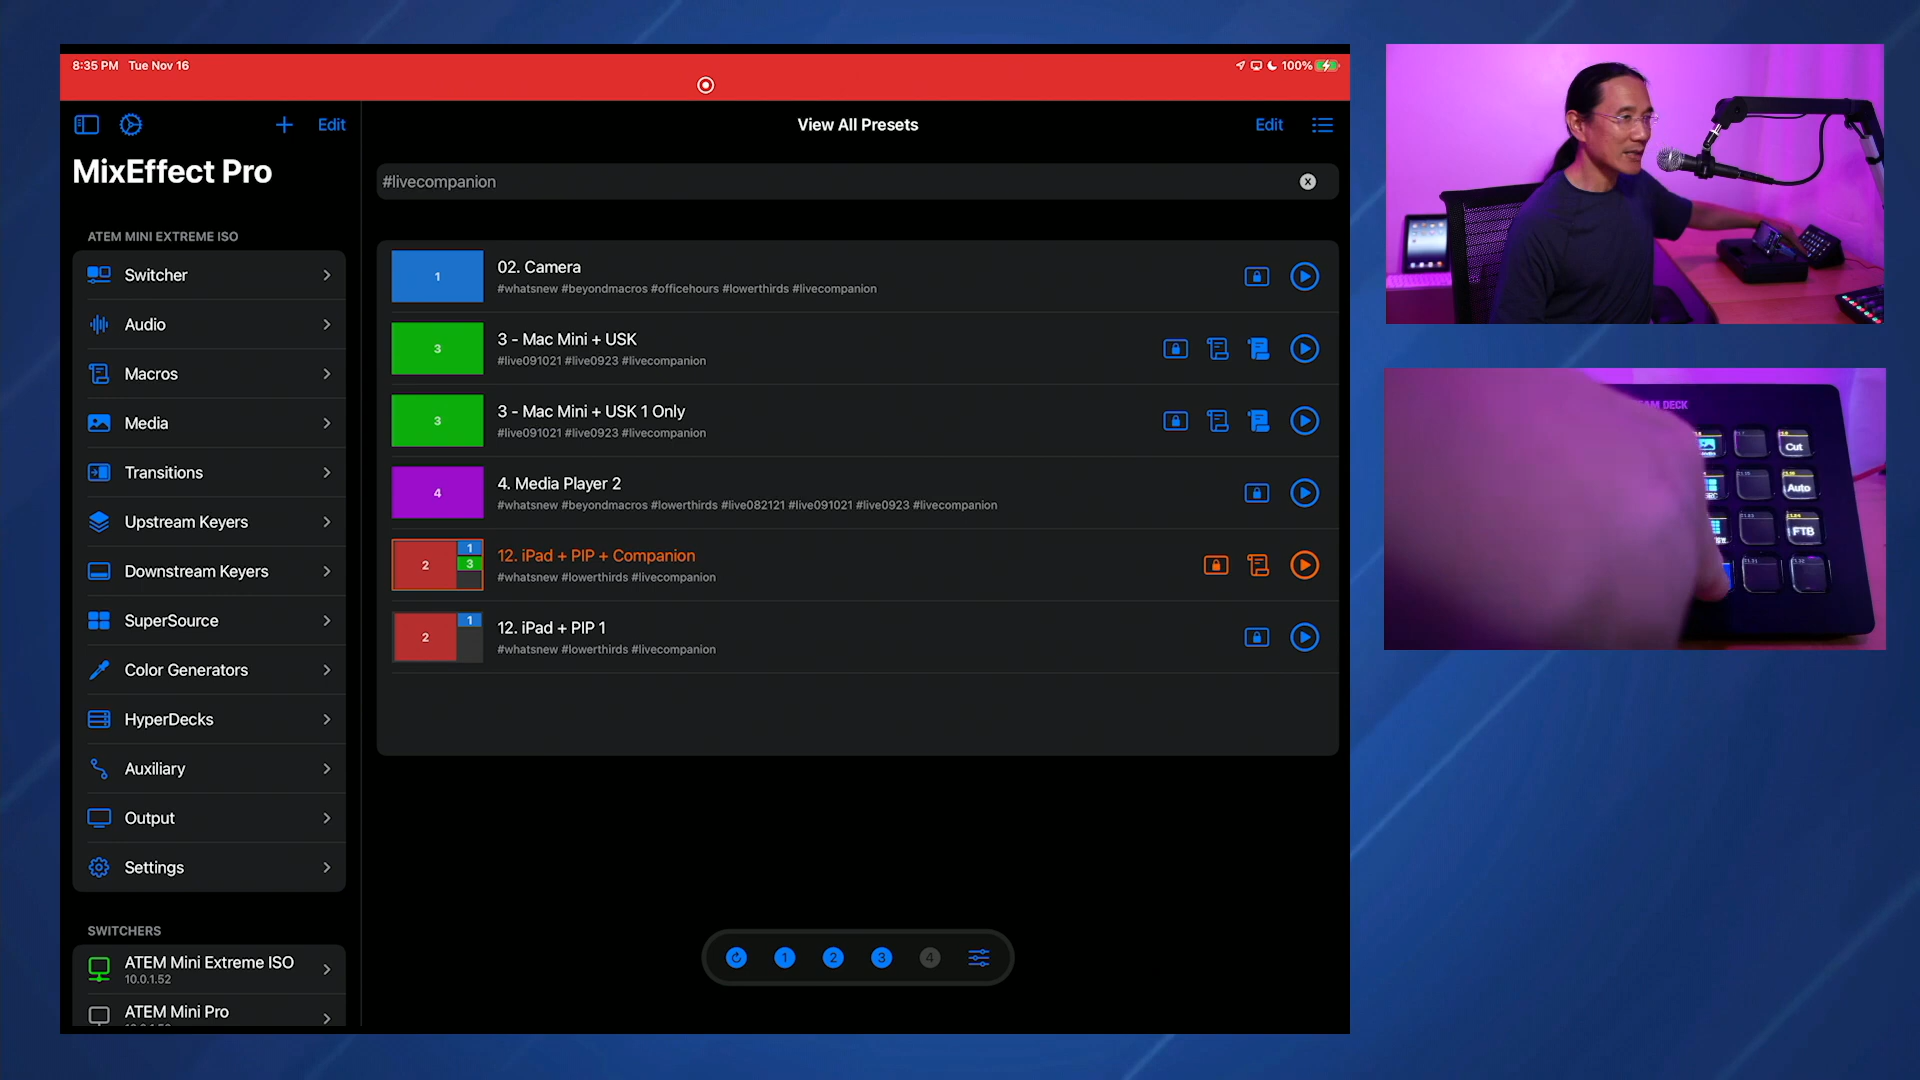 8:35 PM Tue Nov 16
100%
Edit
View All Presets
Edit
MixEffect Pro
#livecompanion
ATEM MINI EXTREME ISO
Switcher
Audio
Macros
Media
Transitions
Upstream Keyers
Downstream Keyers
SuperSource
Color Generators
HyperDecks
Auxiliary
Output
Settings
SWITCHERS
ATEM Mini Extreme ISO
10.0.1.52
ATEM Mini Pro
1
02. Camera
#whatsnew #beyondmacros #officehours #lowerthirds #livecompanion
3
3 - Mac Mini + USK
#live091021 #live0923 #livecompanion
3
3 - Mac Mini + USK 1 Only
#live091021 #live0923 #livecompanion
4
4. Media Player 2
#whatsnew #beyondmacros #lowerthirds #live082121 #live091021 #live0923 #livecompanion
2 1 3
12. iPad + PIP + Companion
#whatsnew #lowerthirds #livecompanion
2 1
12. iPad + PIP 1
#whatsnew #lowerthirds #livecompanion
1 2 3 4
DECK
Cut
Auto
FTB